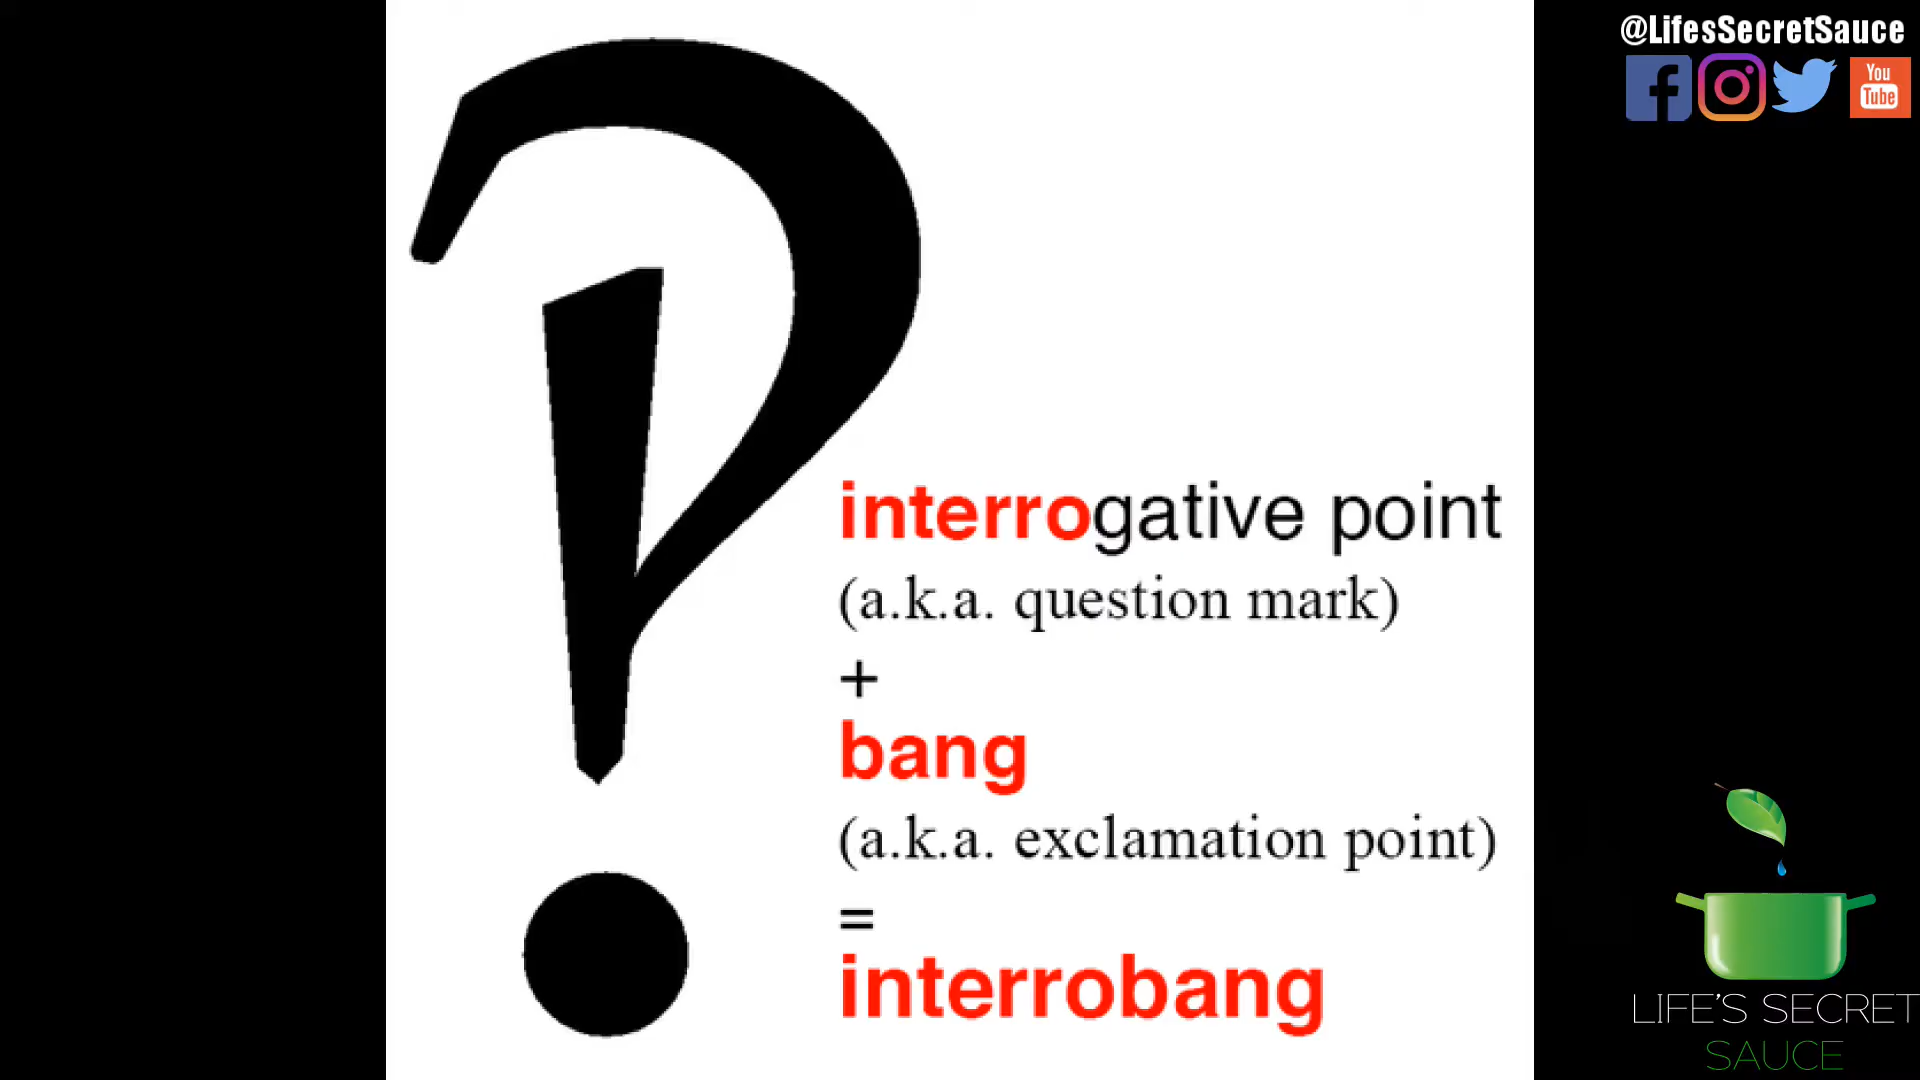 @LifesSecretSauce
You
Tube
‽
interrogative point
(a.k.a. question mark)
+
bang
(a.k.a. exclamation point)
=
interrobang
LIFE'S SECRET
SAUCE